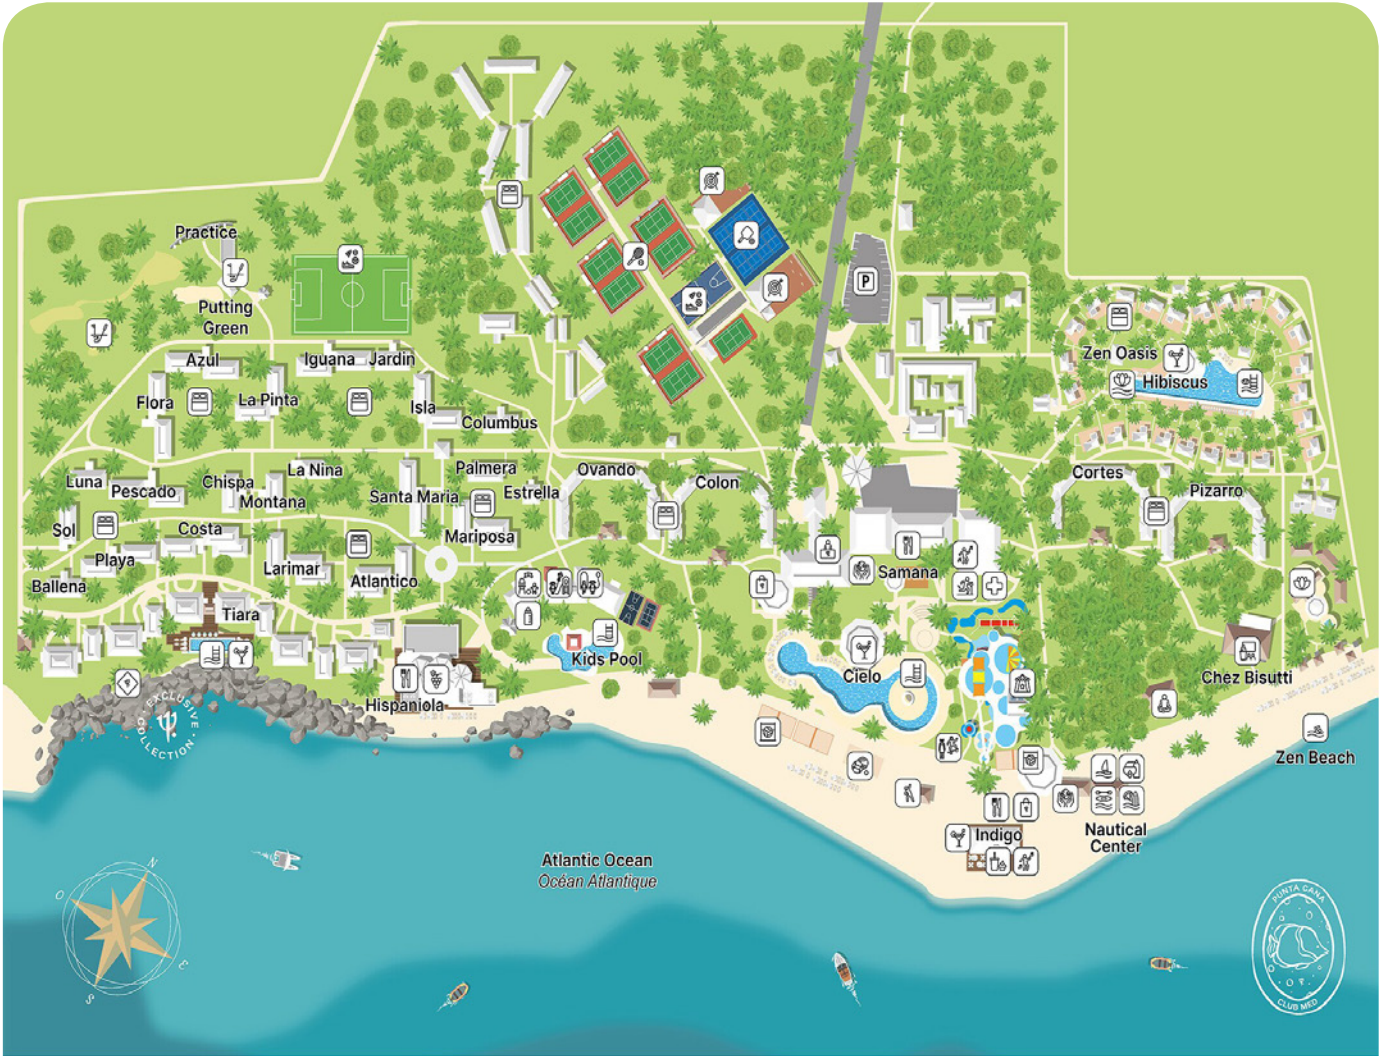 Practice
Putting
Green
P
Azul
Iguana
Jardin
Flora
La Pinta
Isla
Columbus
Zen Oasis
Hibiscus
Luna
Pescado
Chispa
Montana
La Nina
Santa Maria
Palmera
Estrella
Ovando
Colon
Cortes
Pizarro
Sol
Costa
Mariposa
Playa
Larimar
Atlantico
Ballena
Samana
Tiara
Kids Pool
Cielo
Chez Bisutti
Hispaniola
EXCLUSIVE
COLLECTION
Zen Beach
Indigo
Nautical
Center
Atlantic Ocean
Océan Atlantique
N
O
E
S
PUNTA CANA
CLUB MED